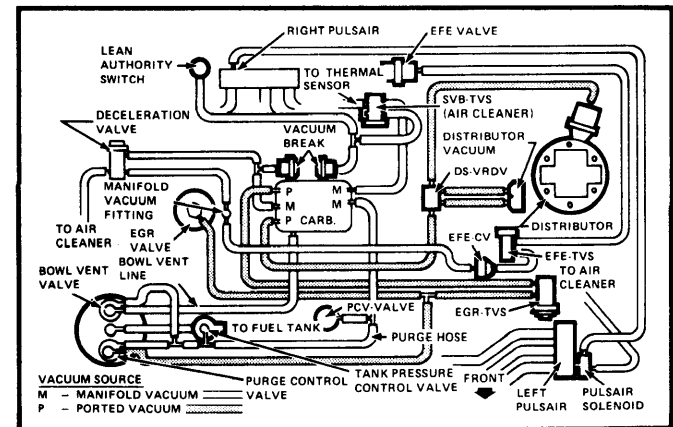 RIGHT PULSAIR
EFE VALVE
LEAN
AUTHORITY
SWITCH
TO THERMAL
SENSOR
SVB-TVS
(AIR CLEANER)
DECELERATION
VALVE
VACUUM
BREAK
DISTRIBUTOR
VACUUM
DS-VRDV
MANIFOLD
VACUUM
FITTING
P
M
M
M
P CARB.
TO AIR
CLEANER
EGR
VALVE
DISTRIBUTOR
EFE-CV
EFE-TVS
TO AIR
CLEANER
BOWL VENT
LINE
BOWL VENT
VALVE
EGR-TVS
PCV-VALVE
TO FUEL TANK
PURGE HOSE
TANK PRESSURE
CONTROL VALVE
PURGE CONTROL
VALVE
FRONT
LEFT
PULSAIR
PULSAIR
SOLENOID
VACUUM SOURCE
M – MANIFOLD VACUUM
P – PORTED VACUUM